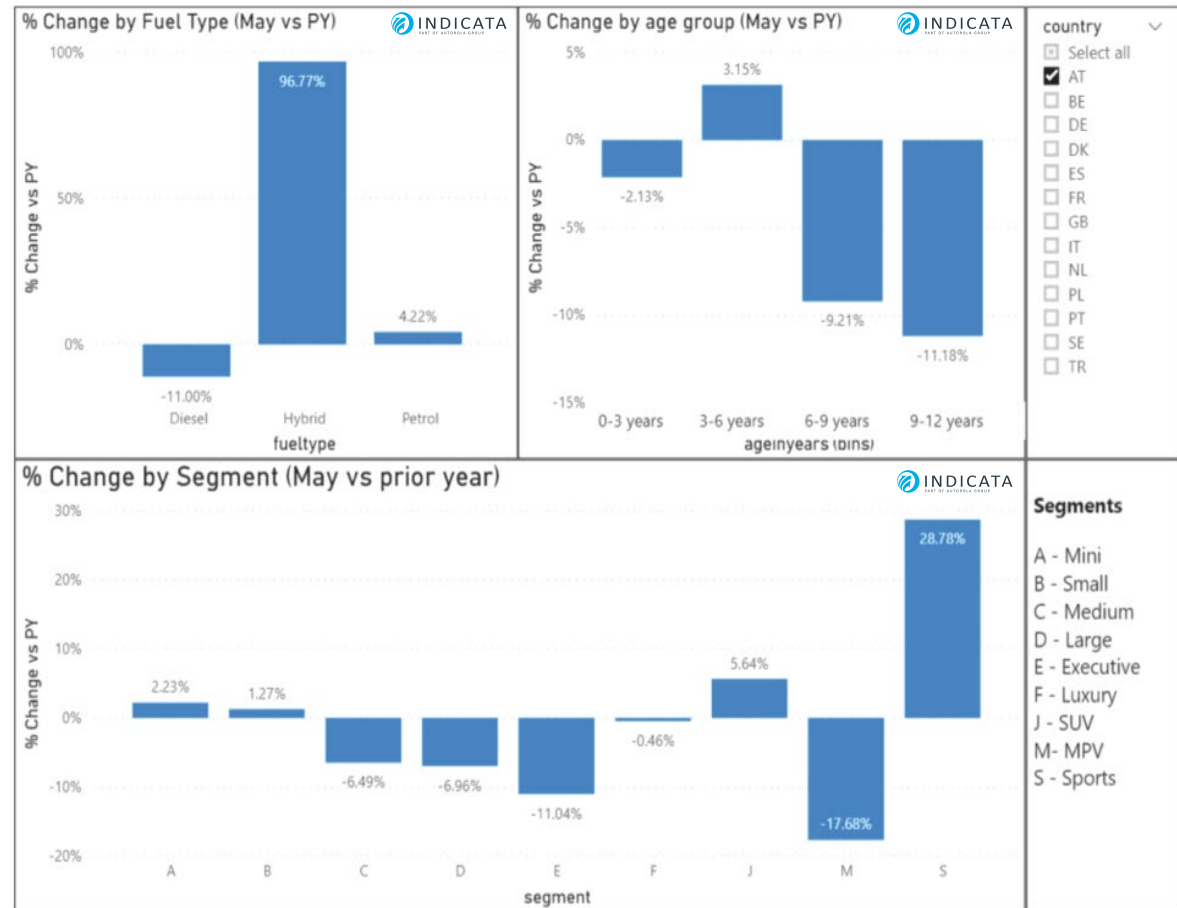 % Change by Fuel Type (May vs PY)
INDICATA
PART OF AUTOROLA GROUP
100%
50%
0%
% Change vs PY
96.77%
4.22%
-11.00%
Diesel Hybrid Petrol
fueltype
% Change by age group (May vs PY)
INDICATA
PART OF AUTOROLA GROUP
5%
0%
-5%
-10%
-15%
% Change vs PY
3.15%
-2.13%
-9.21%
-11.18%
0-3 years 3-6 years 6-9 years 9-12 years
ageinyears (bins)
country
Select all
AT
BE
DE
DK
ES
FR
GB
IT
NL
PL
PT
SE
TR
% Change by Segment (May vs prior year)
INDICATA
PART OF AUTOROLA GROUP
30%
20%
10%
0%
-10%
-20%
% Change vs PY
28.78%
2.23%
1.27%
5.64%
-6.49%
-6.96%
-11.04%
-0.46%
-17.68%
A B C D E F J M S
segment
Segments
A - Mini
B - Small
C - Medium
D - Large
E - Executive
F - Luxury
J - SUV
M- MPV
S - Sports